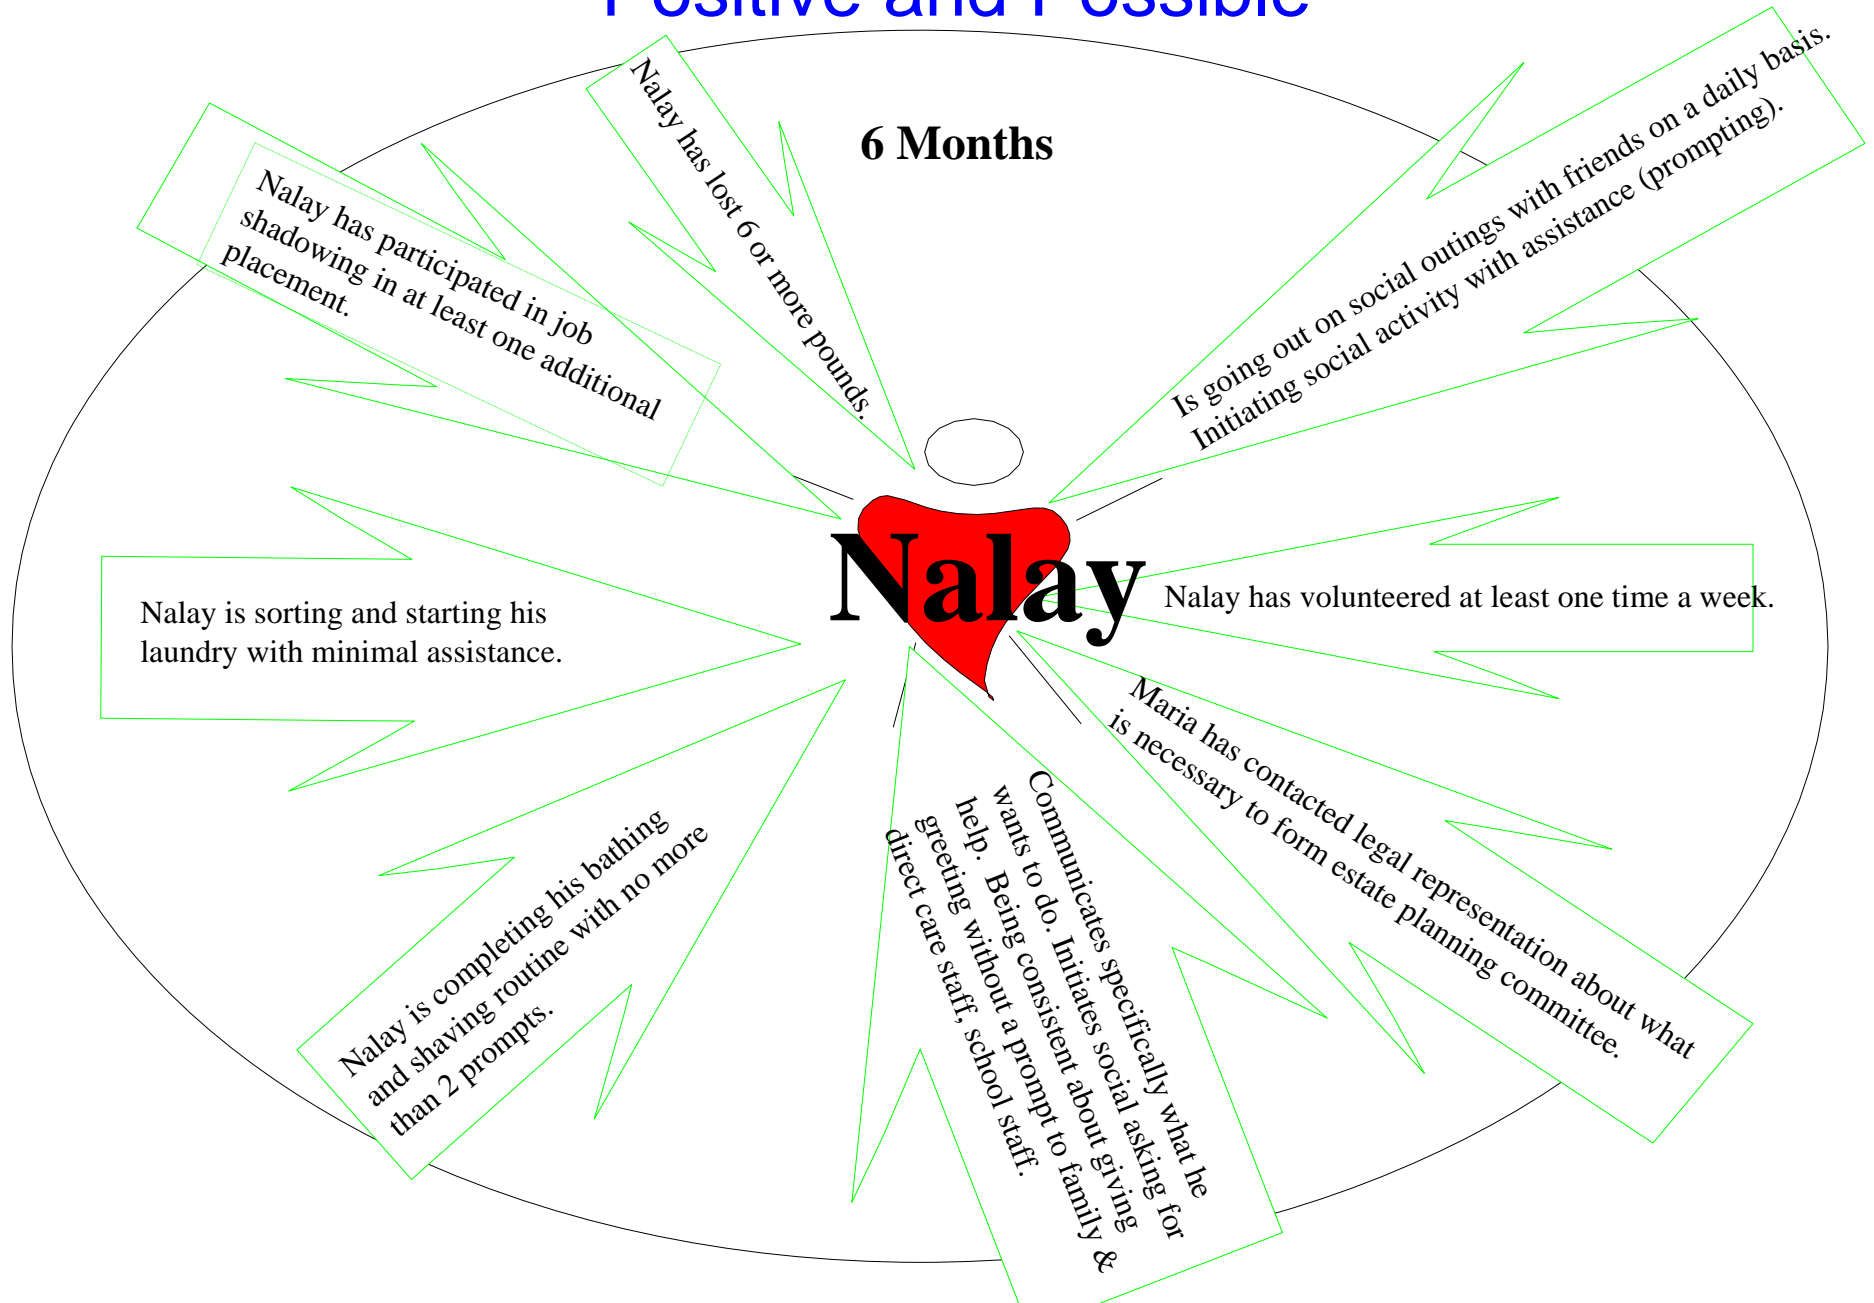 Positive and Possible
6 Months
Nalay has lost 6 or more pounds.
Is going out on social outings with friends on a daily basis.
Initiating social activity with assistance (prompting).
Nalay has participated in job
shadowing in at least one additional
placement.
Nalay
Nalay has volunteered at least one time a week.
Nalay is sorting and starting his
laundry with minimal assistance.
Maria has contacted legal representation about what
is necessary to form estate planning committee.
Communicates specifically what he
wants to do. Initiates social asking for
help. Being consistent about giving
greeting without a prompt to family &
direct care staff, school staff.
Nalay is completing his bathing
and shaving routine with no more
than 2 prompts.